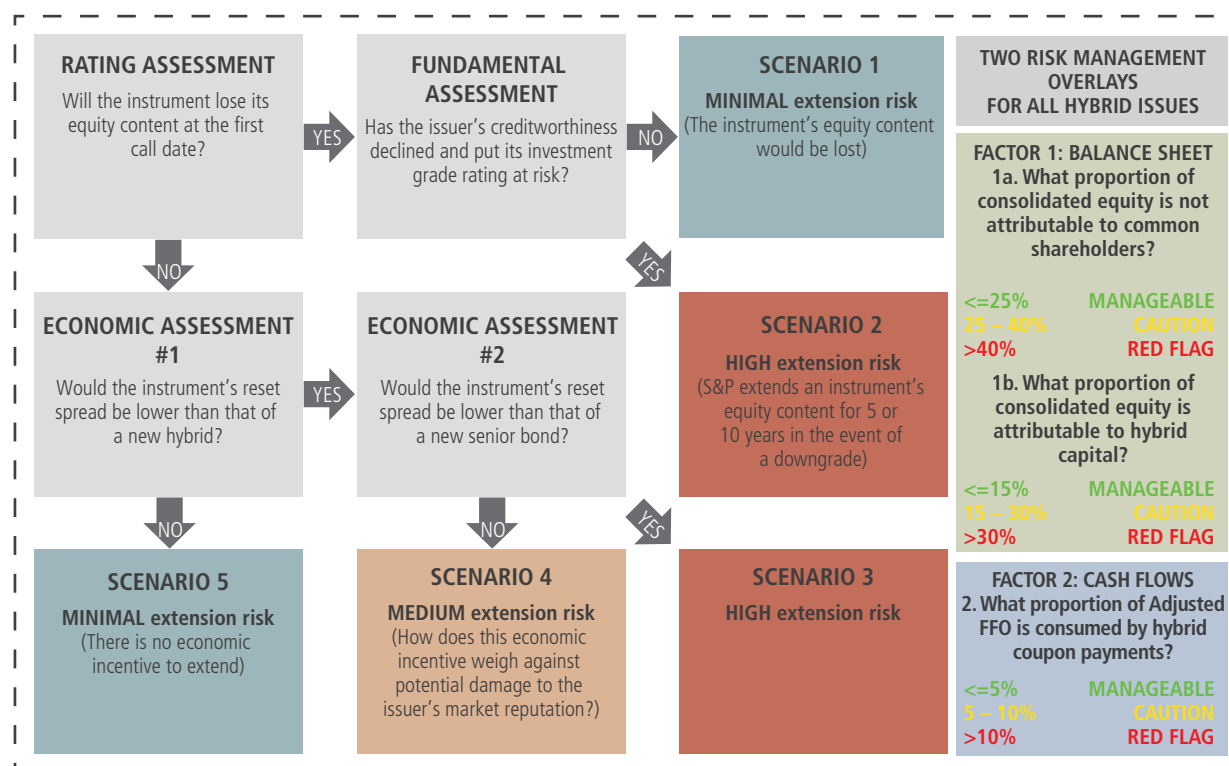 RATING ASSESSMENT
Will the instrument lose its
equity content at the first
call date?
YES
FUNDAMENTAL
ASSESSMENT
Has the issuer's creditworthiness
declined and put its investment
grade rating at risk?
NO
SCENARIO 1
MINIMAL extension risk
(The instrument's equity content
would be lost)
NO
YES
ECONOMIC ASSESSMENT
#1
Would the instrument's reset
spread be lower than that of
a new hybrid?
YES
ECONOMIC ASSESSMENT
#2
Would the instrument's reset
spread be lower than that of
a new senior bond?
SCENARIO 2
HIGH extension risk
(S&P extends an instrument's
equity content for 5 or
10 years in the event of
a downgrade)
NO
NO
YES
SCENARIO 5
MINIMAL extension risk
(There is no economic
incentive to extend)
SCENARIO 4
MEDIUM extension risk
(How does this economic
incentive weigh against
potential damage to the
issuer's market reputation?)
SCENARIO 3
HIGH extension risk
TWO RISK MANAGEMENT
OVERLAYS
FOR ALL HYBRID ISSUES
FACTOR 1: BALANCE SHEET
1a. What proportion of
consolidated equity is not
attributable to common
shareholders?
<=25% MANAGEABLE
25 – 40% CAUTION
>40% RED FLAG
1b. What proportion of
consolidated equity is
attributable to hybrid
capital?
<=15% MANAGEABLE
15 – 30% CAUTION
>30% RED FLAG
FACTOR 2: CASH FLOWS
2. What proportion of Adjusted
FFO is consumed by hybrid
coupon payments?
<=5% MANAGEABLE
5 – 10% CAUTION
>10% RED FLAG